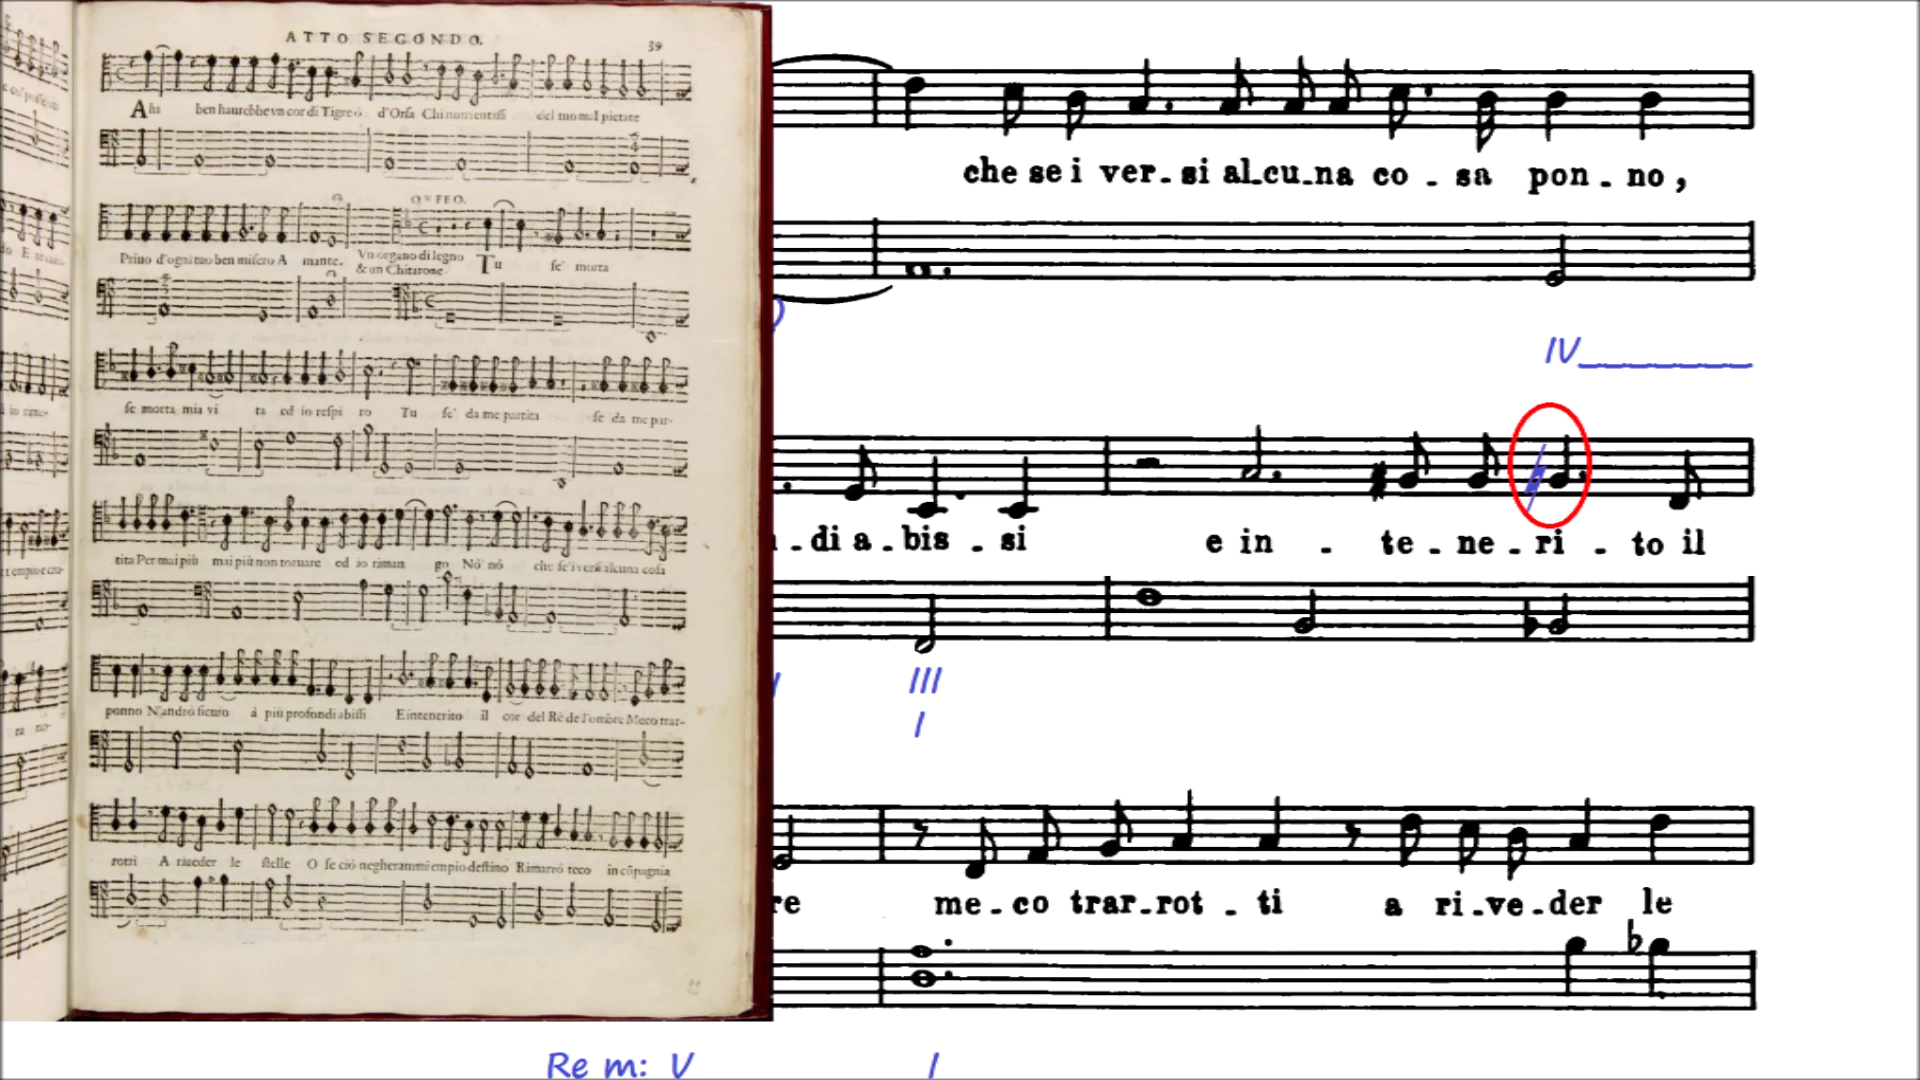 ATTO SECONDO. 39
Ahi ben haurebbe vn cor di Tigre ò d'Orsa Chi non sentiss del tuo mal pietate
Priuo d'ogni tuo ben misero A mante.
ORFEO.
Vn organo di legno
& un Chitarone
Tu se' morta
se morta mia vi ta ed io respi ro Tu se' da me partita se da me par-
tita Per mai più mai più non tornare ed io riman go Nò nò che se i versi alcuna cosa
ponno N'andrò sicuro à più profondi abissi E intenerito il cor del Rè de l'ombre Meco trar-
rotti A riueder le stelle O se ciò negherammi empio destino Rimarrò teco in cõpagnia
che se i ver-si al-cu-na co - sa pon - no,
IV
- di a - bis - si e in - te - ne - ri - to il
III
I
re me - co trar-rot - ti a ri-ve-der le
Re m: V I